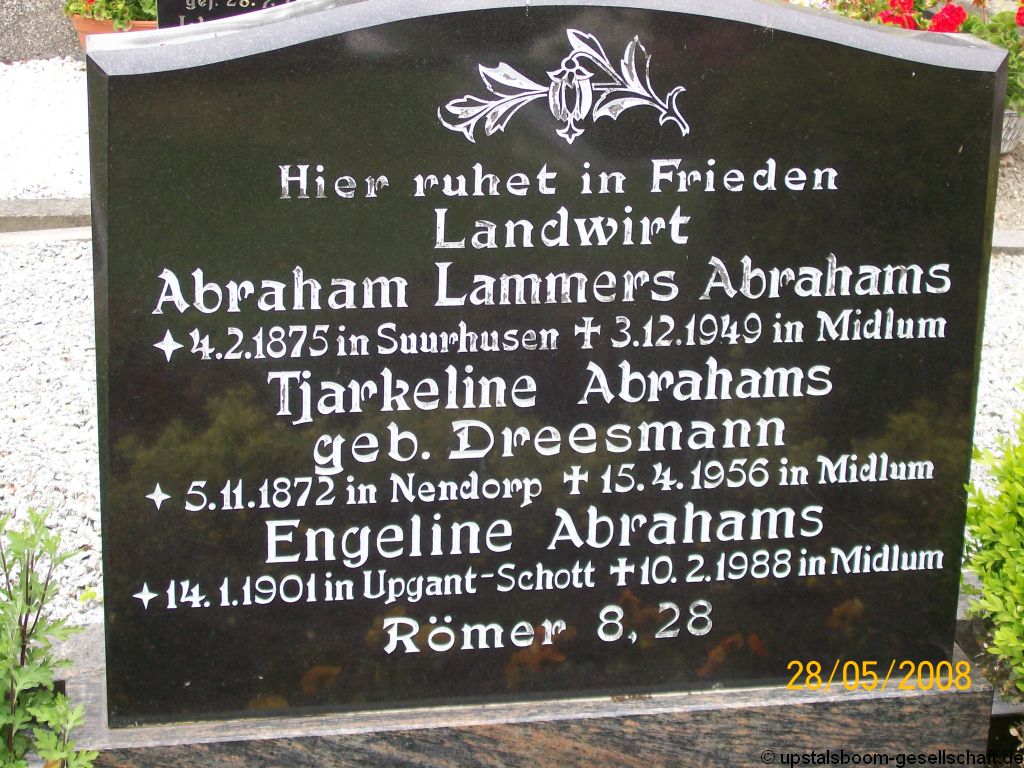 Hier ruhet in Frieden
Landwirt
Abraham Lammers Abrahams
4.2.1875 in Suurhusen ✝ 3.12.1949 in Midlum
Tjarkeline Abrahams
geb. Dreesmann
5.11.1872 in Nendorp ✝ 15.4.1956 in Midlum
Engeline Abrahams
14.1.1901 in Upgant-Schott ✝ 10.2.1988 in Midlum
Römer 8,28
28/05/2008
© upstalsboom-gesellschaft.de